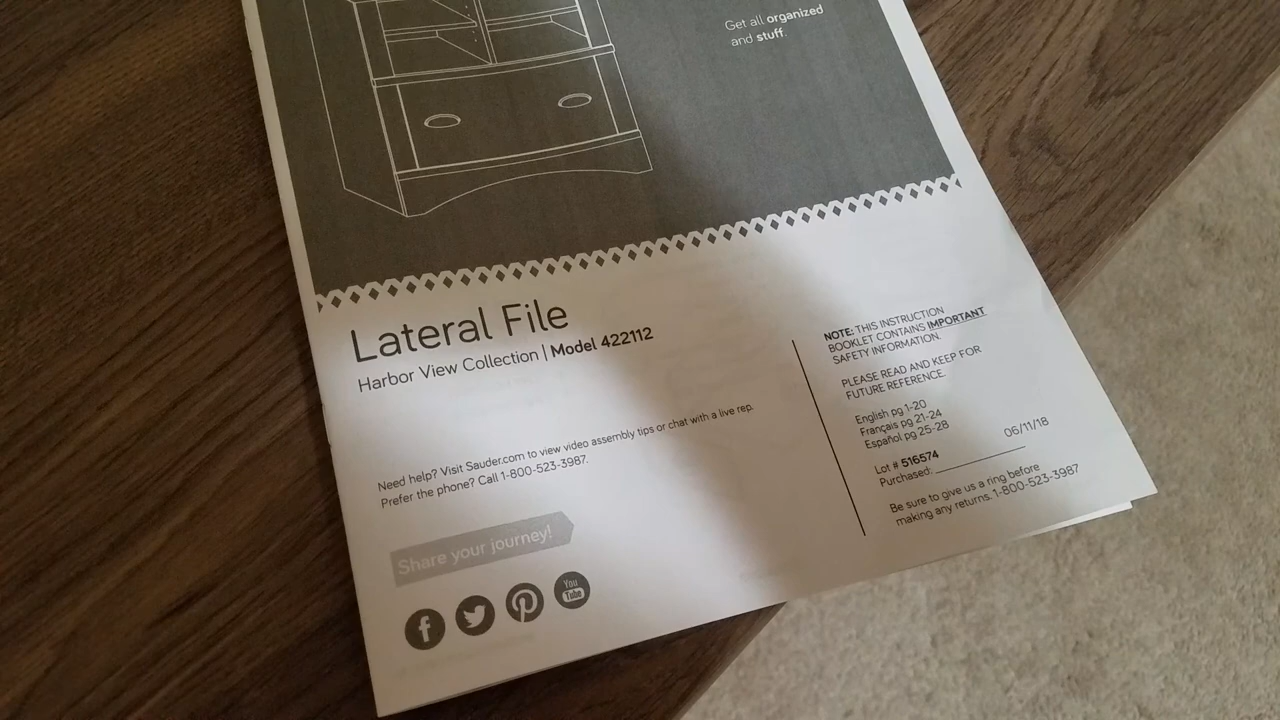 Get all organized
and stuff.
Lateral File
Harbor View Collection | Model 422112
Need help? Visit Sauder.com to view video assembly tips or chat with a live rep.
Prefer the phone? Call 1-800-523-3987.
Share your journey!
You
Tube
NOTE: THIS INSTRUCTION
BOOKLET CONTAINS IMPORTANT
SAFETY INFORMATION.
PLEASE READ AND KEEP FOR
FUTURE REFERENCE.
English pg 1-20
Français pg 21-24
Español pg 25-28
06/11/18
Lot # 516574
Purchased: ____________
Be sure to give us a ring before
making any returns. 1-800-523-3987